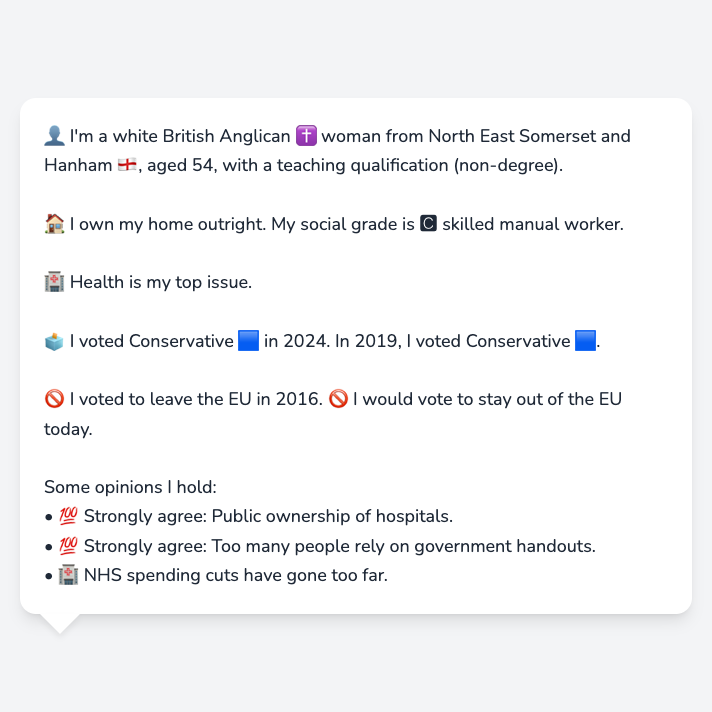 👤 I'm a white British Anglican ✝️ woman from North East Somerset and
Hanham 🏴󠁧󠁢󠁥󠁮󠁧󠁿, aged 54, with a teaching qualification (non-degree).
🏠 I own my home outright. My social grade is 🅲 skilled manual worker.
🏥 Health is my top issue.
🗳️ I voted Conservative 🟦 in 2024. In 2019, I voted Conservative 🟦.
🚫 I voted to leave the EU in 2016. 🚫 I would vote to stay out of the EU
today.
Some opinions I hold:
• 💯 Strongly agree: Public ownership of hospitals.
• 💯 Strongly agree: Too many people rely on government handouts.
• 🏥 NHS spending cuts have gone too far.